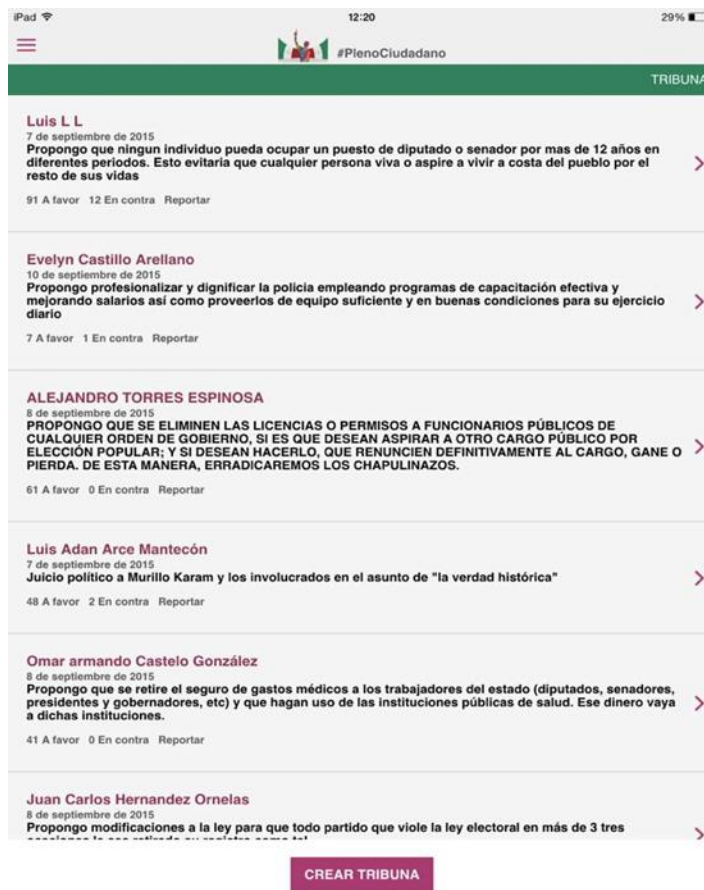 iPad 12:20 29%
#PlenoCiudadano
TRIBUNA
Luis L L
7 de septiembre de 2015
Propongo que ningun individuo pueda ocupar un puesto de diputado o senador por mas de 12 años en
diferentes periodos. Esto evitaria que cualquier persona viva o aspire a vivir a costa del pueblo por el
resto de sus vidas
91 A favor 12 En contra Reportar
Evelyn Castillo Arellano
10 de septiembre de 2015
Propongo profesionalizar y dignificar la policia empleando programas de capacitación efectiva y
mejorando salarios así como proveerlos de equipo suficiente y en buenas condiciones para su ejercicio
diario
7 A favor 1 En contra Reportar
ALEJANDRO TORRES ESPINOSA
8 de septiembre de 2015
PROPONGO QUE SE ELIMINEN LAS LICENCIAS O PERMISOS A FUNCIONARIOS PÚBLICOS DE
CUALQUIER ORDEN DE GOBIERNO, SI ES QUE DESEAN ASPIRAR A OTRO CARGO PÚBLICO POR
ELECCIÓN POPULAR; Y SI DESEAN HACERLO, QUE RENUNCIEN DEFINITIVAMENTE AL CARGO, GANE O
PIERDA. DE ESTA MANERA, ERRADICAREMOS LOS CHAPULINAZOS.
61 A favor 0 En contra Reportar
Luis Adan Arce Mantecón
7 de septiembre de 2015
Juicio político a Murillo Karam y los involucrados en el asunto de "la verdad histórica"
48 A favor 2 En contra Reportar
Omar armando Castelo González
8 de septiembre de 2015
Propongo que se retire el seguro de gastos médicos a los trabajadores del estado (diputados, senadores,
presidentes y gobernadores, etc) y que hagan uso de las instituciones públicas de salud. Ese dinero vaya
a dichas instituciones.
41 A favor 0 En contra Reportar
Juan Carlos Hernandez Ornelas
8 de septiembre de 2015
Propongo modificaciones a la ley para que todo partido que viole la ley electoral en más de 3 tres
CREAR TRIBUNA